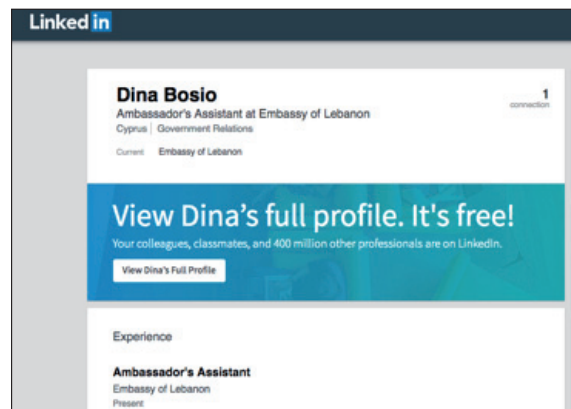 Linked in
Dina Bosio
1
connection
Ambassador's Assistant at Embassy of Lebanon
Cyprus | Government Relations
Current Embassy of Lebanon
View Dina's full profile. It's free!
Your colleagues, classmates, and 400 million other professionals are on LinkedIn.
View Dina's Full Profile
Experience
Ambassador's Assistant
Embassy of Lebanon
Present